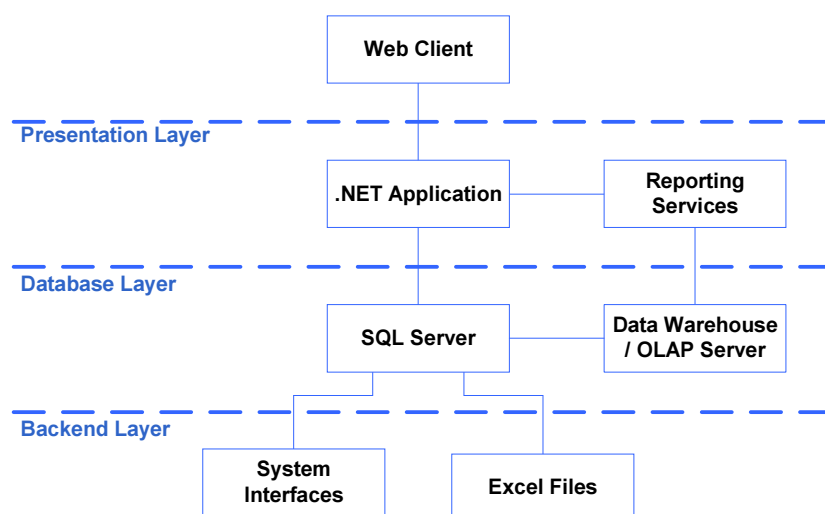 Web Client
Presentation Layer
.NET Application
Reporting
Services
Database Layer
SQL Server
Data Warehouse
/ OLAP Server
Backend Layer
System
Interfaces
Excel Files